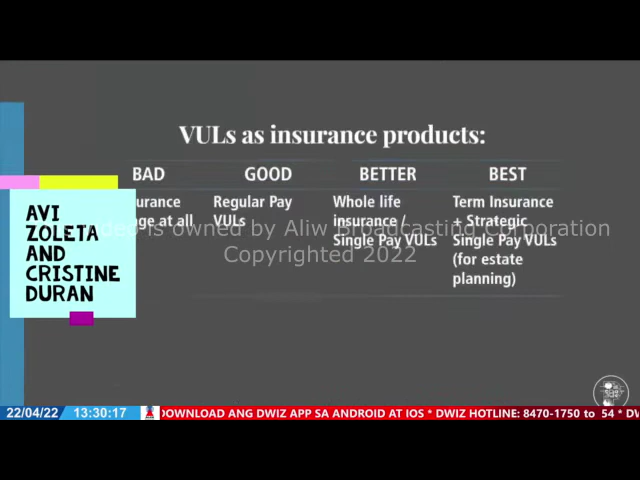 VULs as insurance products:
BAD GOOD BETTER BEST
Regular Pay
VULs
Whole life
insurance /
Single Pay VULs
Term Insurance
+ Strategic
Single Pay VULs
(for estate
planning)
at all
is owned by Aliw Broadcasting Corporation
Copyrighted 2022
AVI
ZOLETA
AND
CRISTINE
DURAN
22/04/22 13:30:17 DOWNLOAD ANG DWIZ APP SA ANDROID AT IOS * DWIZ HOTLINE: 8470-1750 to 54 *